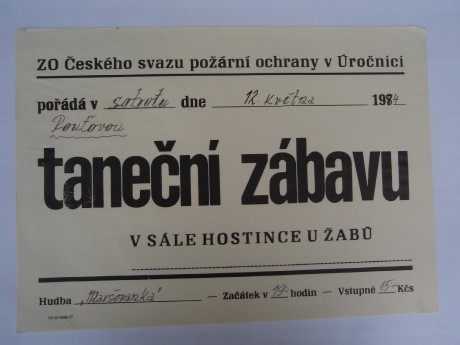 ZO Českého svazu požární ochrany v Úročnici
pořádá v sobotu dne 12. května 1984
Pouťovou
taneční zábavu
V SÁLE HOSTINCE U ŽABŮ
Hudba „Maršovanka" — Začátek v 19 hodin — Vstupné 15 Kčs